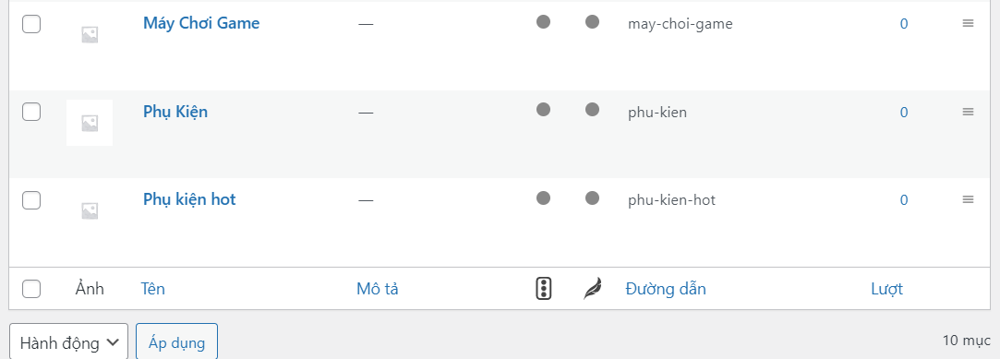 Máy Chơi Game — may-choi-game 0
Phụ Kiện — phu-kien 0
Phụ kiện hot — phu-kien-hot 0
Ảnh Tên Mô tả Đường dẫn Lượt
Hành động Áp dụng 10 mục